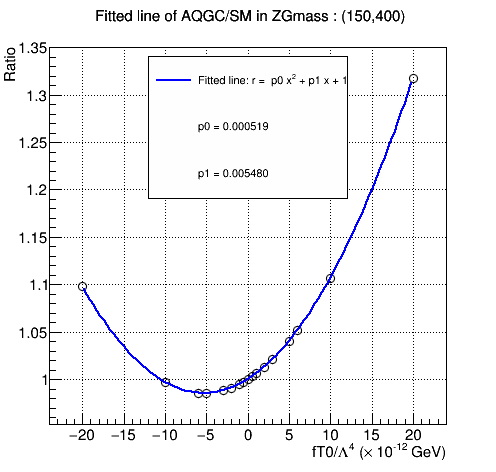 Fitted line of AQGC/SM in ZGmass : (150,400)
Ratio
1.35
1.3
1.25
1.2
1.15
1.1
1.05
1
Fitted line: r = p0 x² + p1 x + 1
p0 = 0.000519
p1 = 0.005480
−20 −15 −10 −5 0 5 10 15 20
fT0/Λ⁴ (× 10⁻¹² GeV)